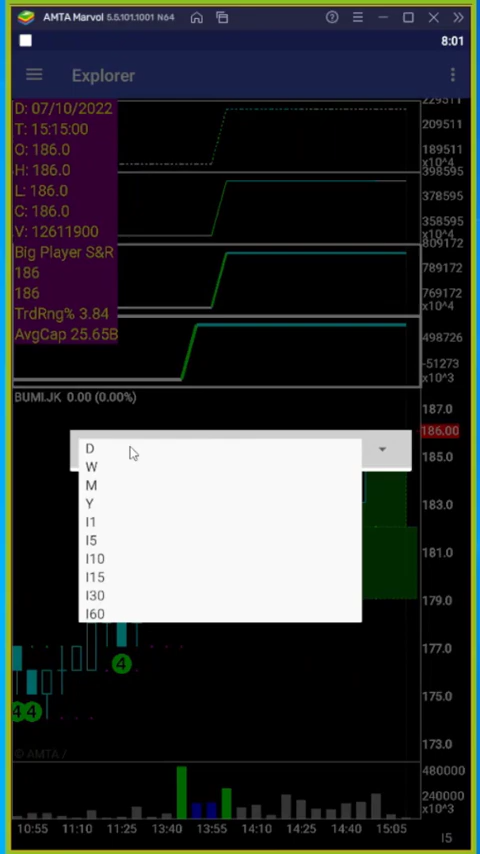 AMTA Marvol 5.5.101.1001 N64
8:01
Explorer
D: 07/10/2022
T: 15:15:00
O: 186.0
H: 186.0
L: 186.0
C: 186.0
V: 12611900
Big Player S&R
186
186
TrdRng% 3.84
AvgCap 25.65B
229511
209511
189511
x10^4
398595
378595
358595
x10^4
809172
789172
769172
x10^4
498726
-51273
x10^3
BUMI.JK 0.00 (0.00%)
187.0
186.00
185.0
183.0
181.0
179.0
177.0
175.0
173.0
D
W
M
Y
I1
I5
I10
I15
I30
I60
4
4
4
© AMTA /
480000
240000
x10^3
10:55 11:10 11:25 13:40 13:55 14:10 14:25 14:40 15:05
I5